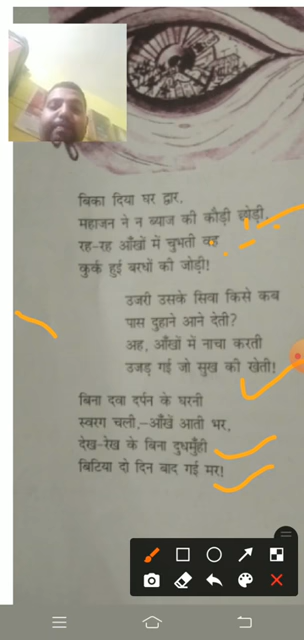 बिका दिया घर द्वार,
महाजन ने न ब्याज की कौड़ी छोड़ी,
रह-रह आँखों में चुभती वह
कुर्क हुई बरधों की जोड़ी!
उजरी उसके सिवा किसे कब
पास दुहाने आने देती?
अह, आँखों में नाचा करती
उजड़ गई जो सुख की खेती!
बिना दवा दर्पन के घरनी
स्वरग चली,–आँखें आती भर,
देख-रेख के बिना दुधमुँही
बिटिया दो दिन बाद गई मर!